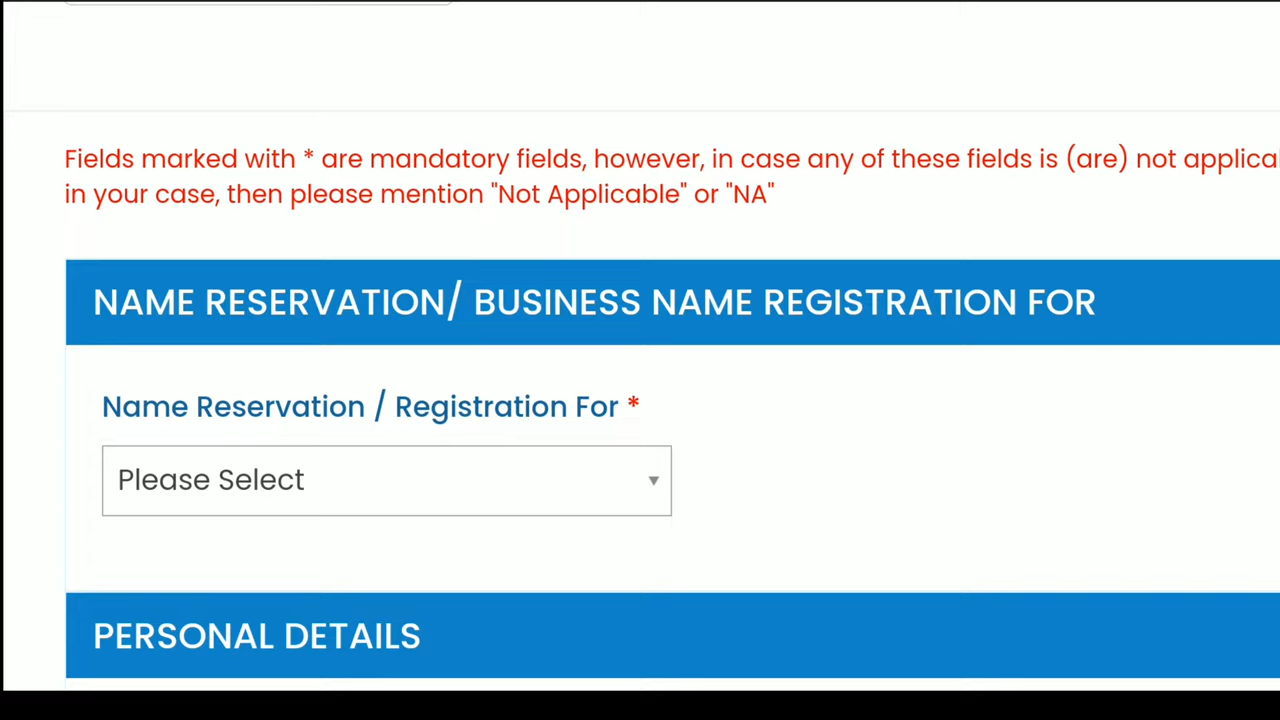 Fields marked with * are mandatory fields, however, in case any of these fields is (are) not
in your case, then please mention "Not Applicable" or "NA"
NAME RESERVATION/ BUSINESS NAME REGISTRATION FOR
Name Reservation / Registration For *
Please Select
PERSONAL DETAILS